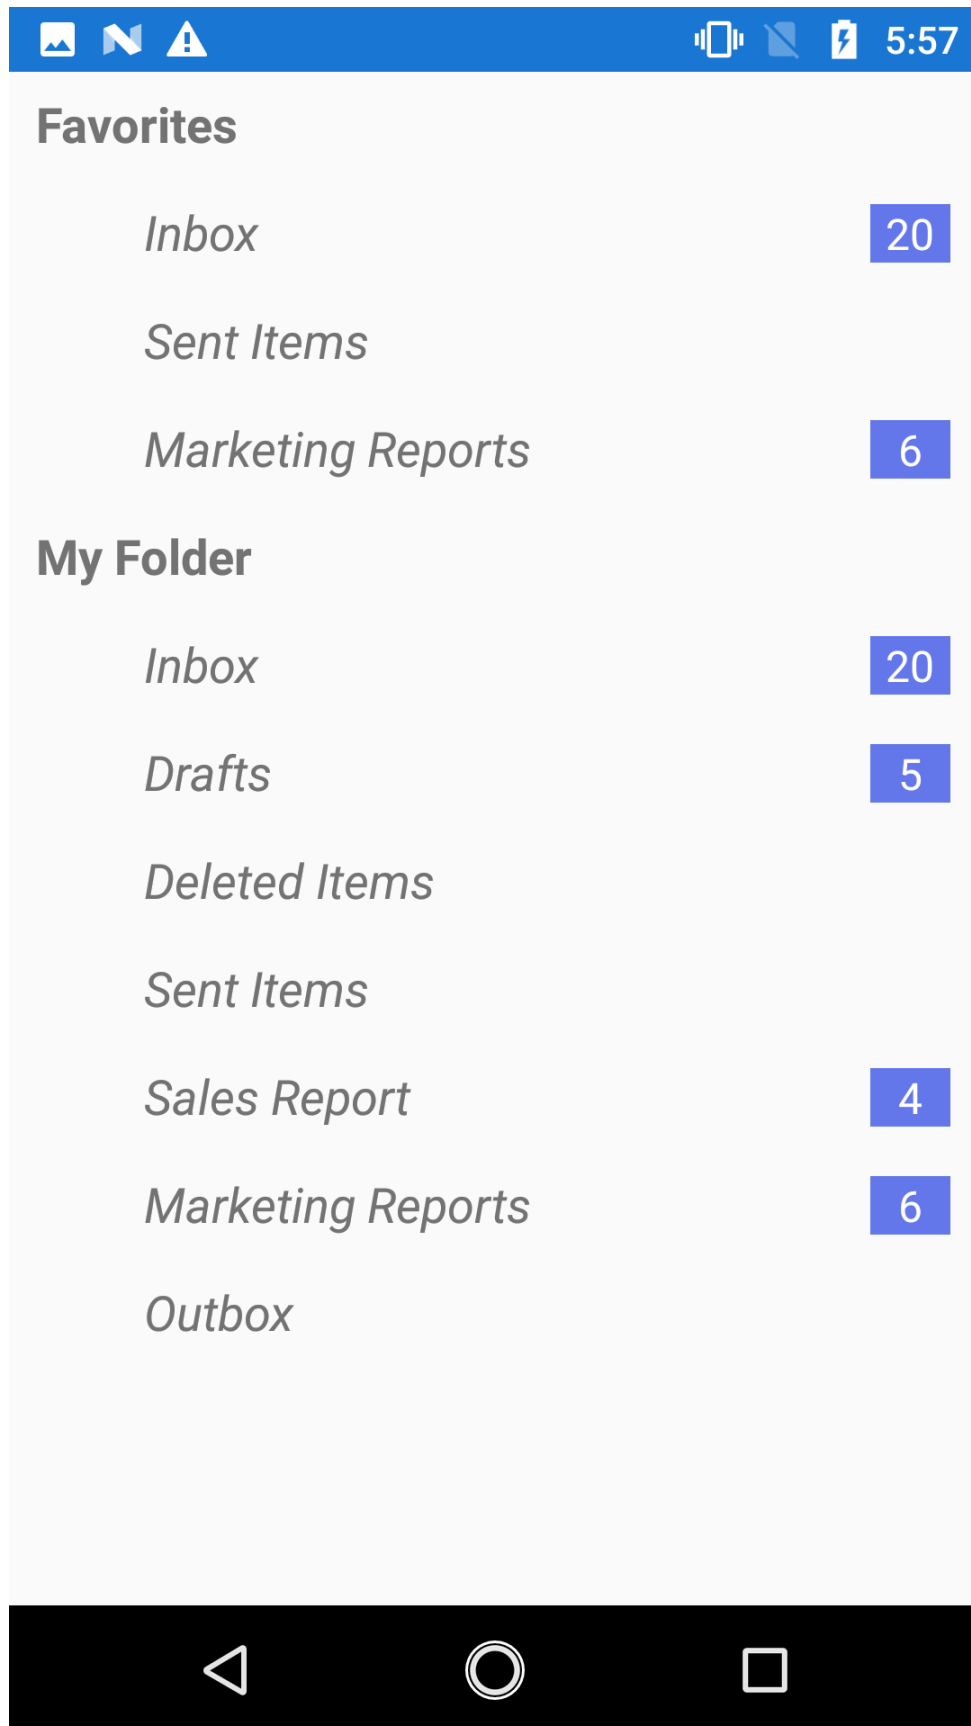 5:57
Favorites
Inbox 20
Sent Items
Marketing Reports 6
My Folder
Inbox 20
Drafts 5
Deleted Items
Sent Items
Sales Report 4
Marketing Reports 6
Outbox